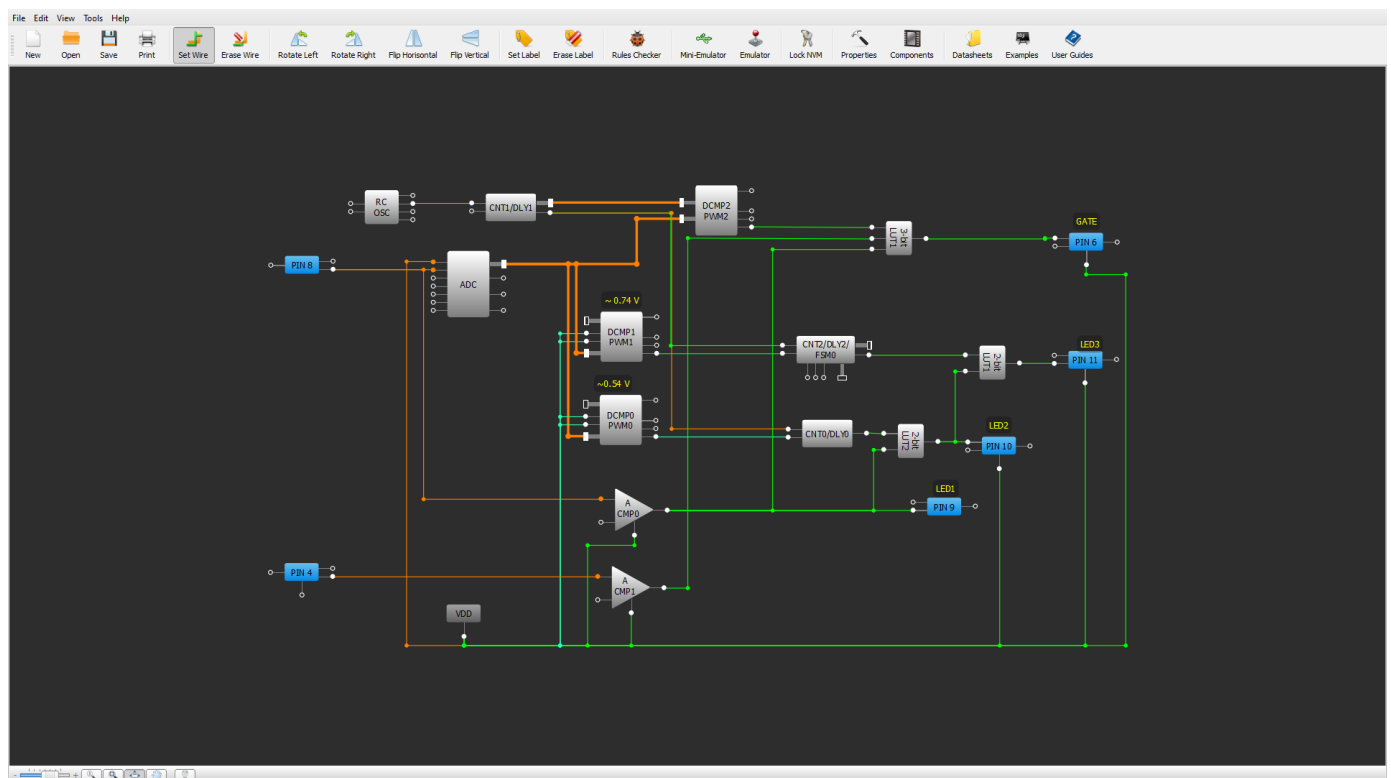 File Edit View Tools Help
New Open Save Print Set Wire Erase Wire Rotate Left Rotate Right Flip Horisontal Flip Vertical Set Label Erase Label Rules Checker Mini-Emulator Emulator Lock NVM Properties Components Datasheets Examples User Guides
RC
OSC
CNT1/DLY1
DCMP2
PWM2
3-bit
LUT1
GATE
PIN 6
PIN 8
ADC
~ 0.74 V
DCMP1
PWM1
CNT2/DLY2/
FSM0
2-bit
LUT1
LED3
PIN 11
~0.54 V
DCMP0
PWM0
CNT0/DLY0
2-bit
LUT2
LED2
PIN 10
LED1
PIN 9
A
CMP0
PIN 4
A
CMP1
VDD